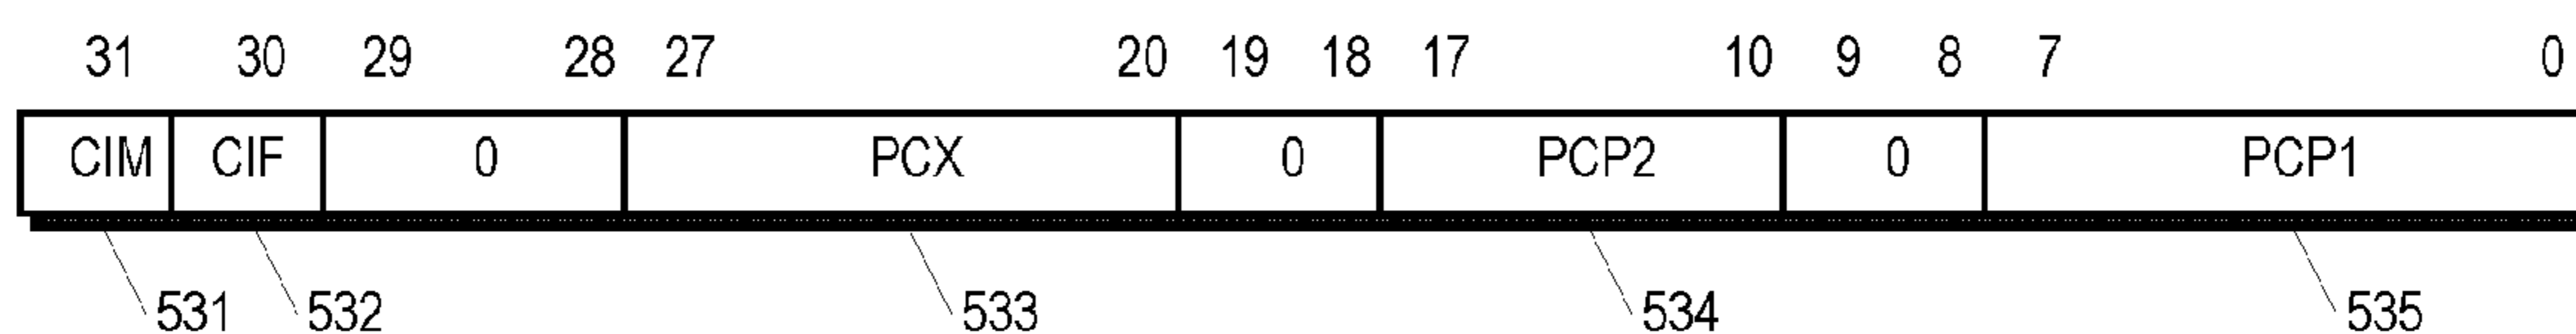 31 30 29 28 27 20 19 18 17 10 9 8 7 0
CIM CIF 0 PCX 0 PCP2 0 PCP1
531 532 533 534 535